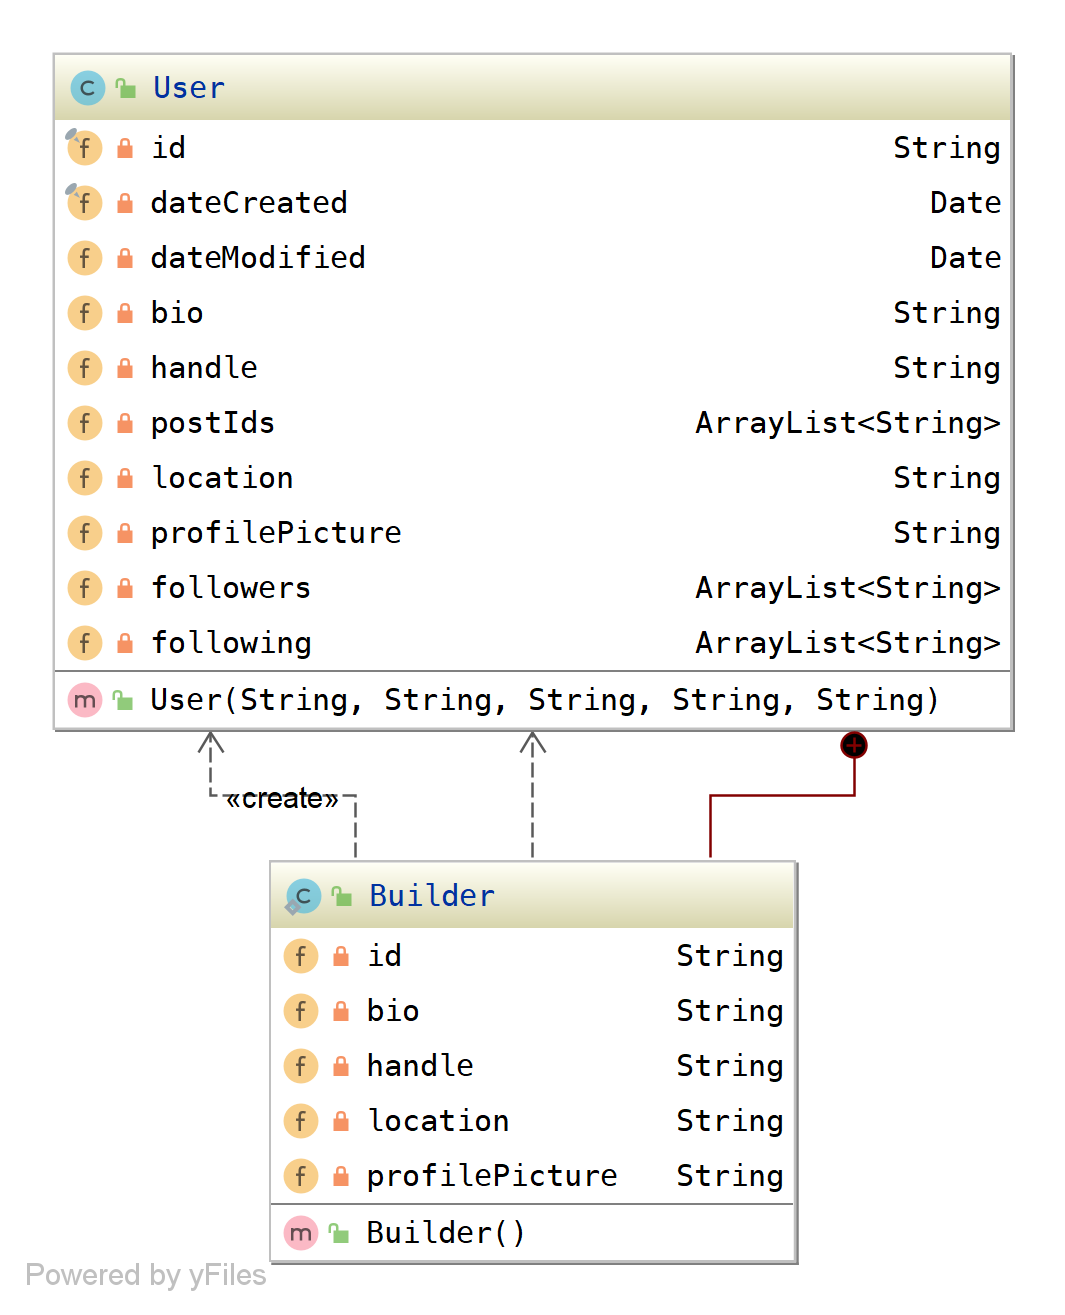 User
id String
dateCreated Date
dateModified Date
bio String
handle String
postIds ArrayList<String>
location String
profilePicture String
followers ArrayList<String>
following ArrayList<String>
User(String, String, String, String, String)
«create»
Builder
id String
bio String
handle String
location String
profilePicture String
Builder()
Powered by yFiles